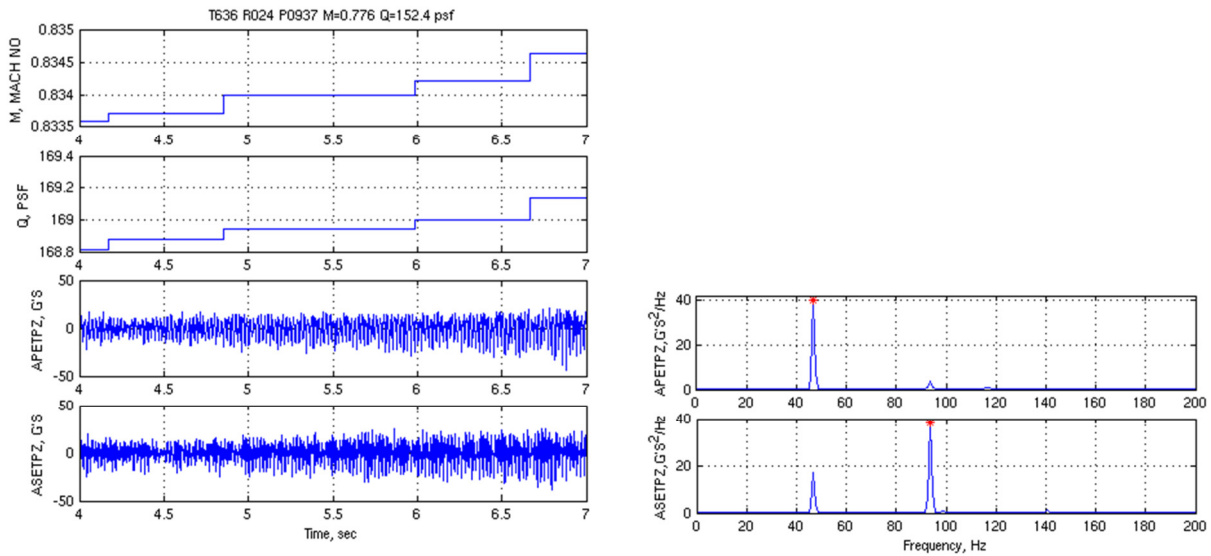 T636 R024 P0937 M=0.776 Q=152.4 psf
M, MACH NO
0.835
0.8345
0.834
0.8335
4 4.5 5 5.5 6 6.5 7
Q, PSF
169.4
169.2
169
168.8
4 4.5 5 5.5 6 6.5 7
APETPZ, G'S
50
0
-50
4 4.5 5 5.5 6 6.5 7
ASETPZ, G'S
50
0
-50
4 4.5 5 5.5 6 6.5 7
Time, sec
APETPZ,G'S²/Hz
40
20
0
0 20 40 60 80 100 120 140 160 180 200
ASETPZ,G'S²/Hz
40
20
0
0 20 40 60 80 100 120 140 160 180 200
Frequency, Hz